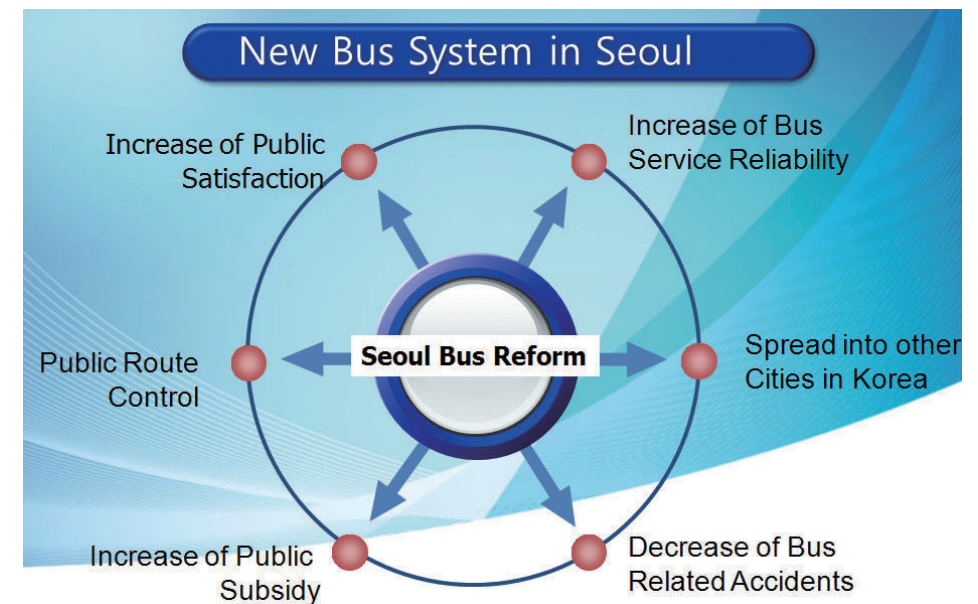 New Bus System in Seoul
Increase of Public
Satisfaction
Increase of Bus
Service Reliability
Public Route
Control
Seoul Bus Reform
Spread into other
Cities in Korea
Increase of Public
Subsidy
Decrease of Bus
Related Accidents